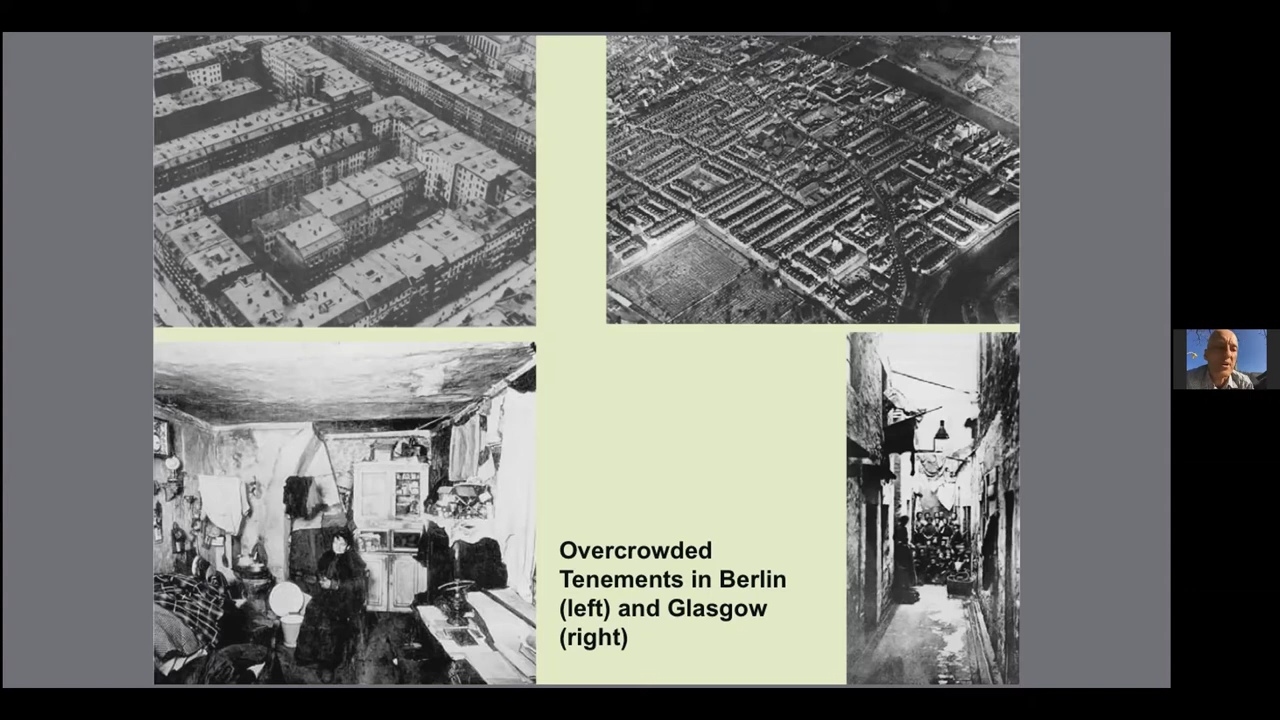 Overcrowded
Tenements in Berlin
(left) and Glasgow
(right)